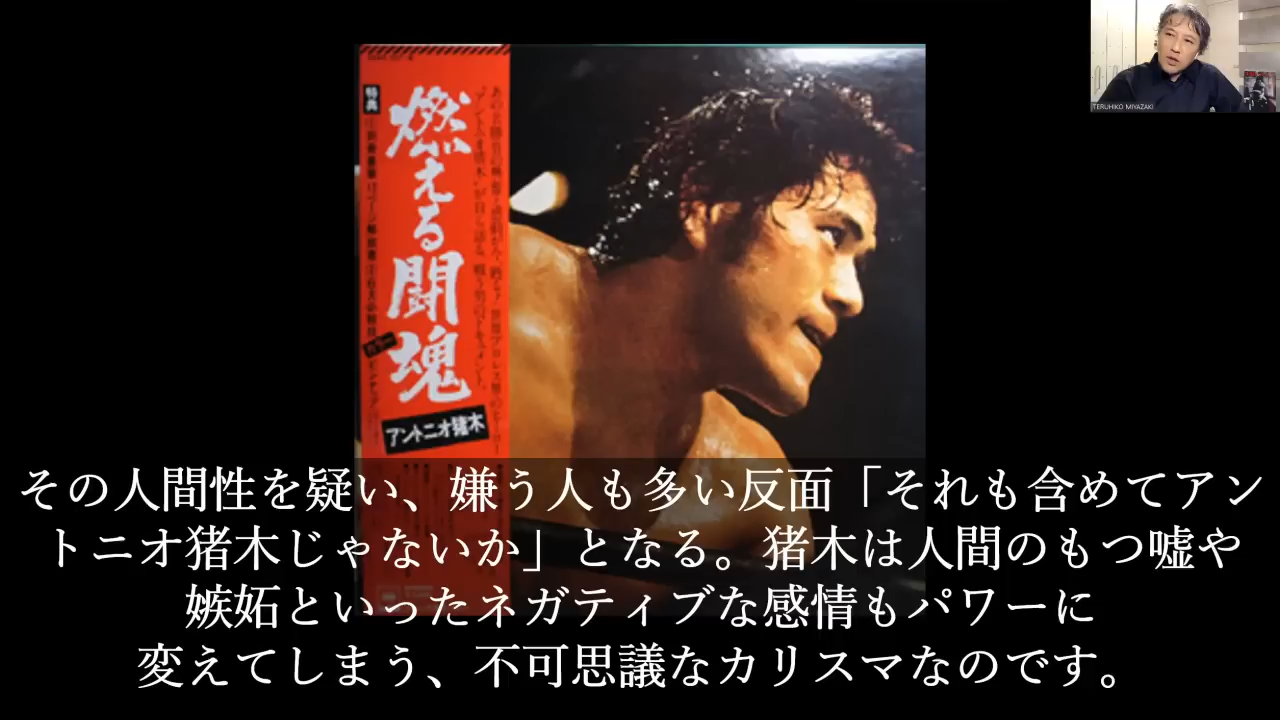 TERUHIKO MIYAZAKI
特典
燃える闘魂
カラー
アントニオ猪木
その人間性を疑い、嫌う人も多い反面「それも含めてアン
トニオ猪木じゃないか」となる。猪木は人間のもつ嘘や
嫉妬といったネガティブな感情もパワーに
変えてしまう、不可思議なカリスマなのです。